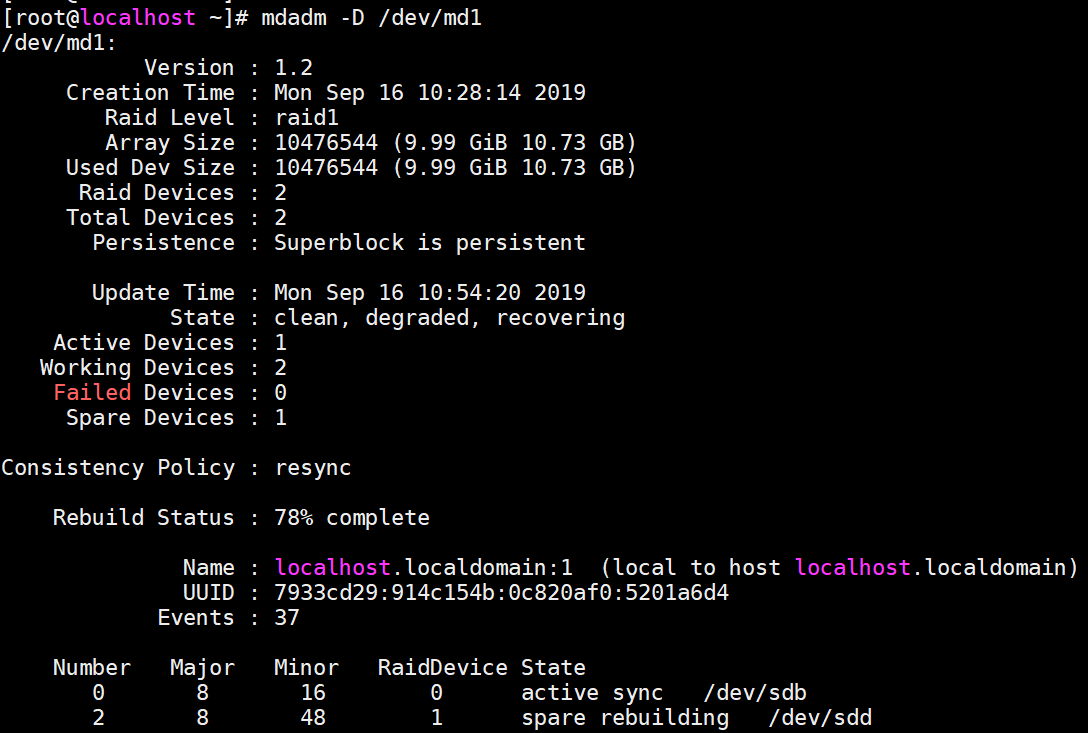 [root@localhost ~]# mdadm -D /dev/md1
/dev/md1:
Version : 1.2
Creation Time : Mon Sep 16 10:28:14 2019
Raid Level : raid1
Array Size : 10476544 (9.99 GiB 10.73 GB)
Used Dev Size : 10476544 (9.99 GiB 10.73 GB)
Raid Devices : 2
Total Devices : 2
Persistence : Superblock is persistent
Update Time : Mon Sep 16 10:54:20 2019
State : clean, degraded, recovering
Active Devices : 1
Working Devices : 2
Failed Devices : 0
Spare Devices : 1
Consistency Policy : resync
Rebuild Status : 78% complete
Name : localhost.localdomain:1  (local to host localhost.localdomain)
UUID : 7933cd29:914c154b:0c820af0:5201a6d4
Events : 37
Number   Major   Minor   RaidDevice State
0       8       16        0      active sync   /dev/sdb
2       8       48        1      spare rebuilding   /dev/sdd